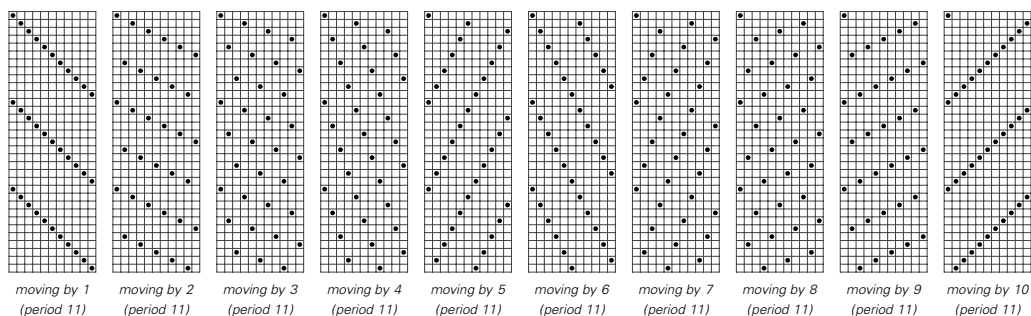 moving by 1 moving by 2 moving by 3 moving by 4 moving by 5 moving by 6 moving by 7 moving by 8 moving by 9 moving by 10
(period 11) (period 11) (period 11) (period 11) (period 11) (period 11) (period 11) (period 11) (period 11) (period 11)